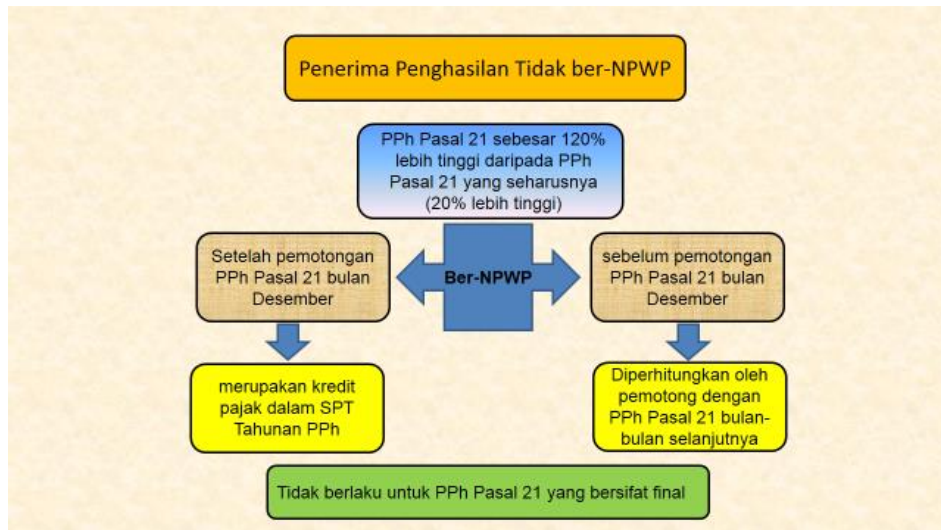 Penerima Penghasilan Tidak ber-NPWP
PPh Pasal 21 sebesar 120%
lebih tinggi daripada PPh
Pasal 21 yang seharusnya
(20% lebih tinggi)
Setelah pemotongan
PPh Pasal 21 bulan
Desember
Ber-NPWP
sebelum pemotongan
PPh Pasal 21 bulan
Desember
merupakan kredit
pajak dalam SPT
Tahunan PPh
Diperhitungkan oleh
pemotong dengan
PPh Pasal 21 bulan-
bulan selanjutnya
Tidak berlaku untuk PPh Pasal 21 yang bersifat final